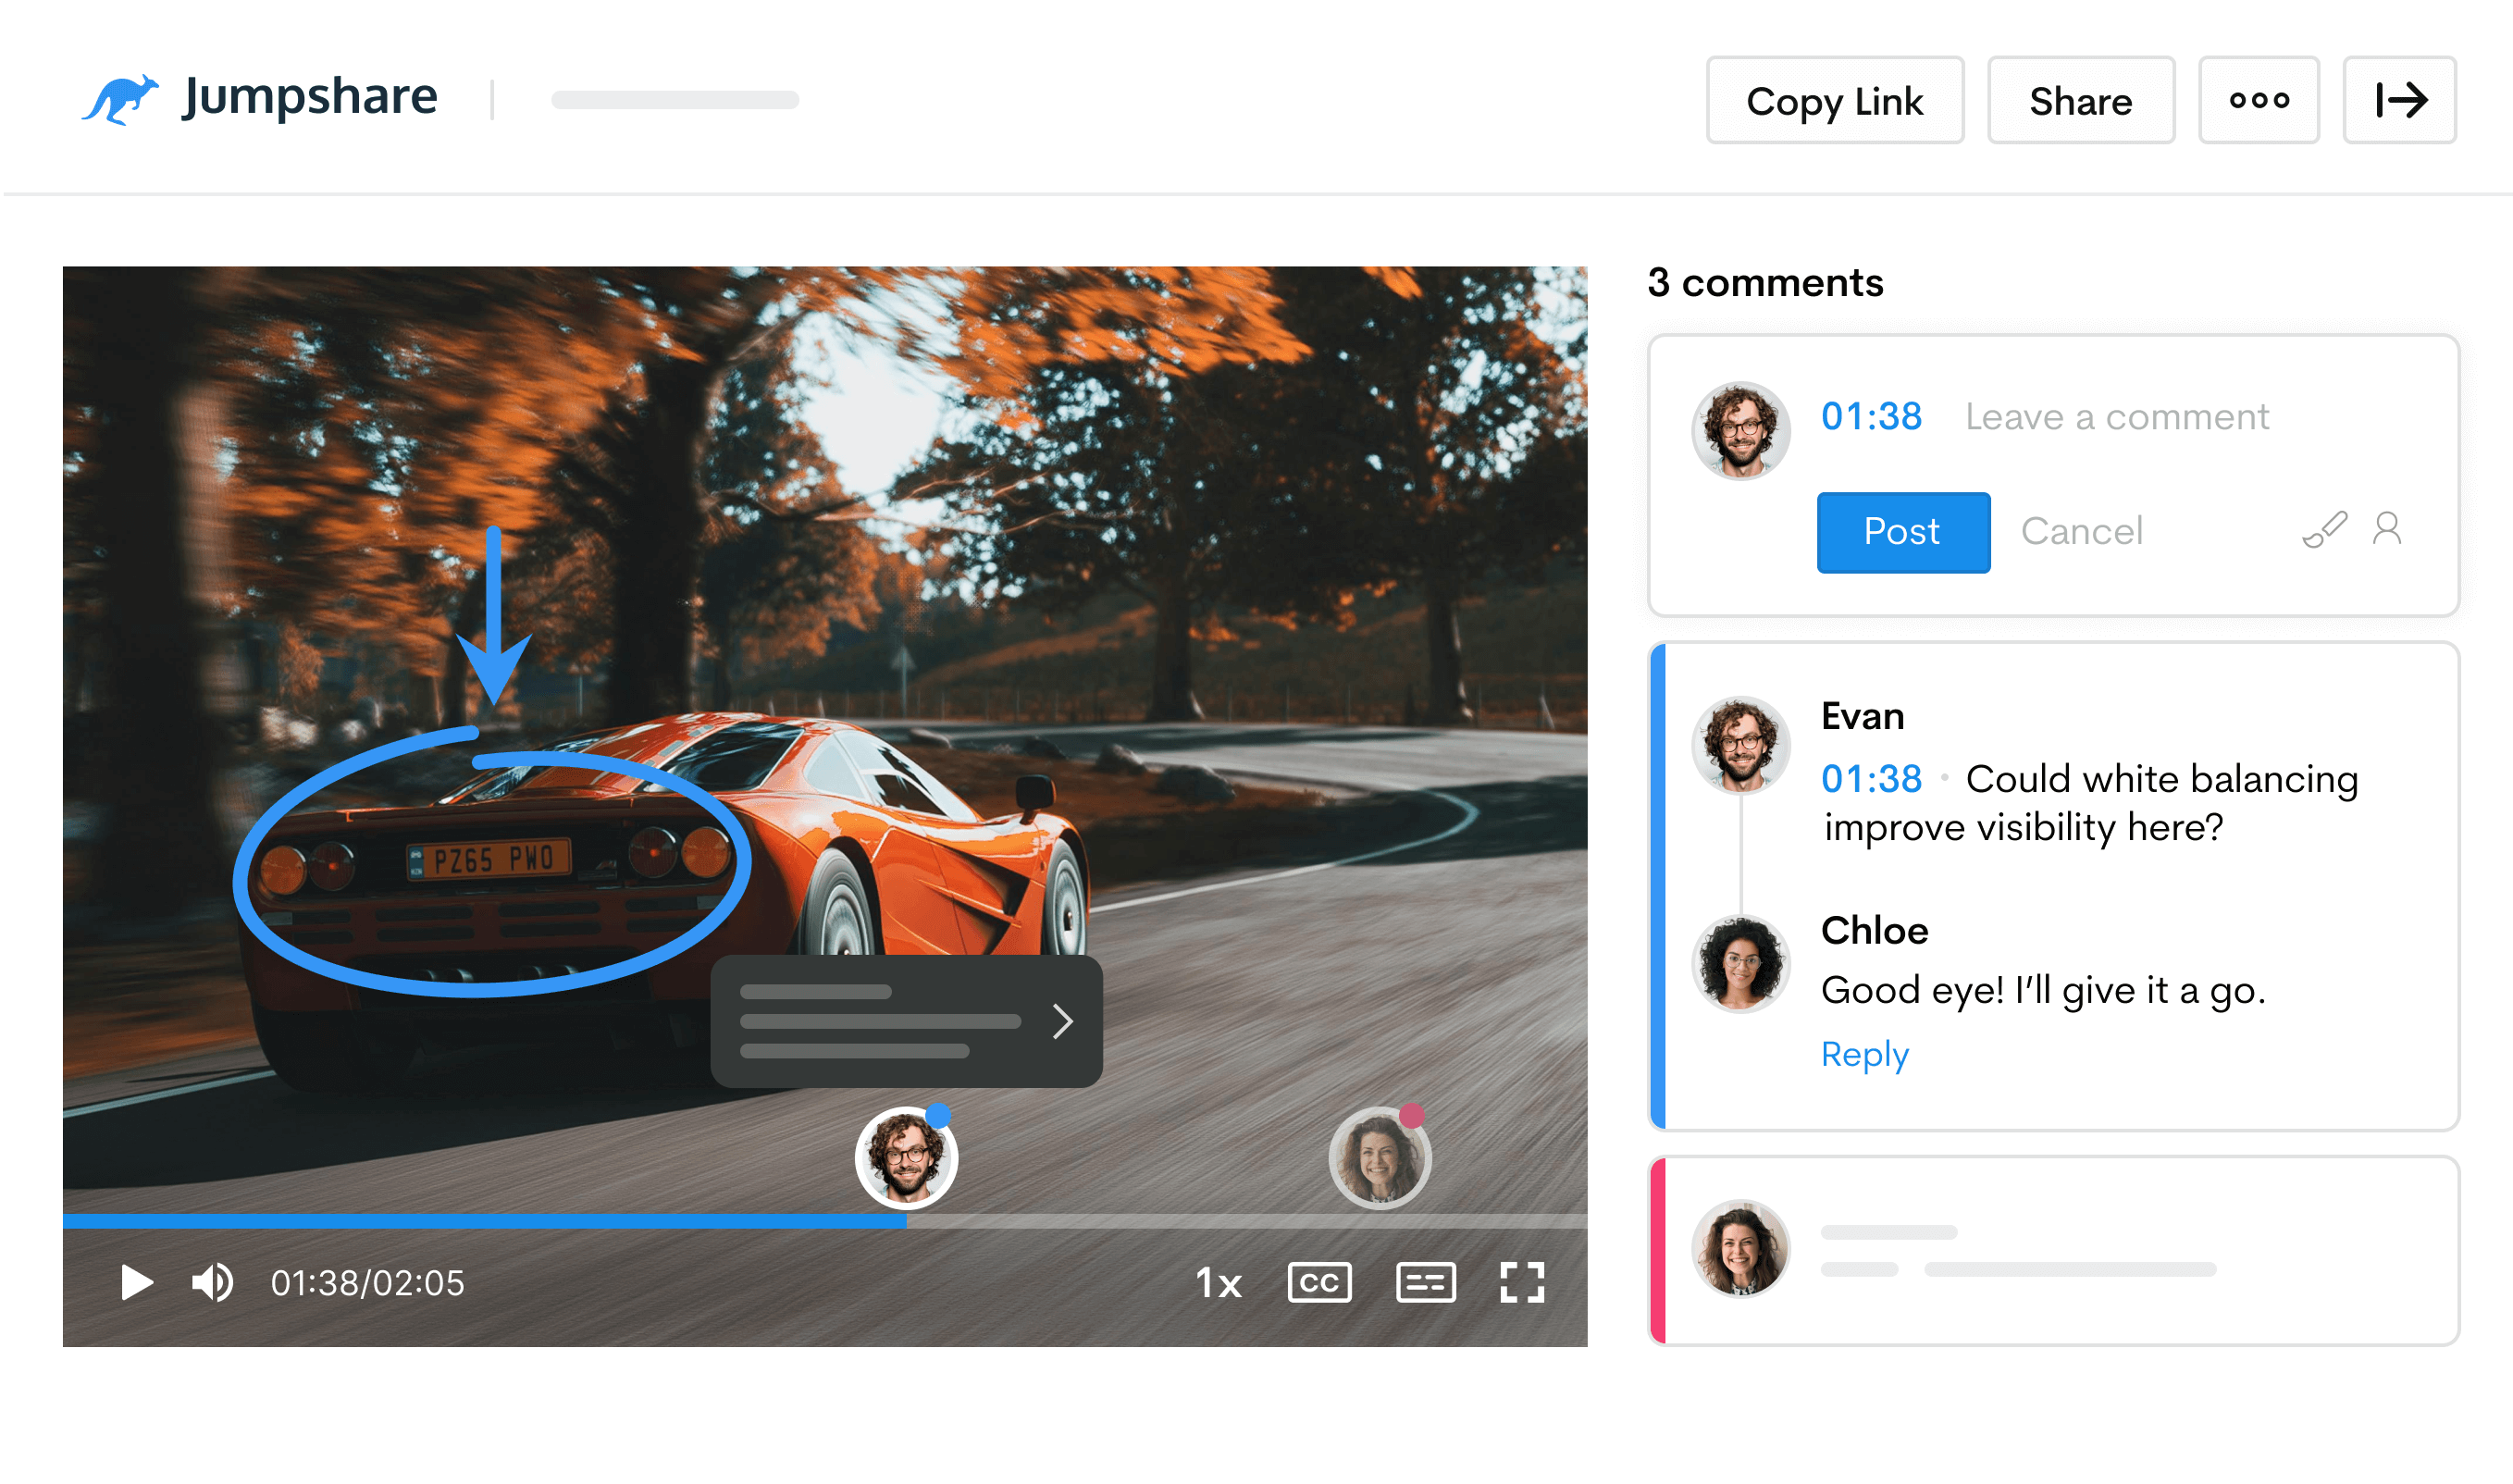 Jumpshare
Copy Link
Share
3 comments
01:38 Leave a comment
Post
Cancel
Evan
01:38 • Could white balancing
improve visibility here?
Chloe
Good eye! I’ll give it a go.
Reply
PZ65 PWO
01:38/02:05
1x
CC